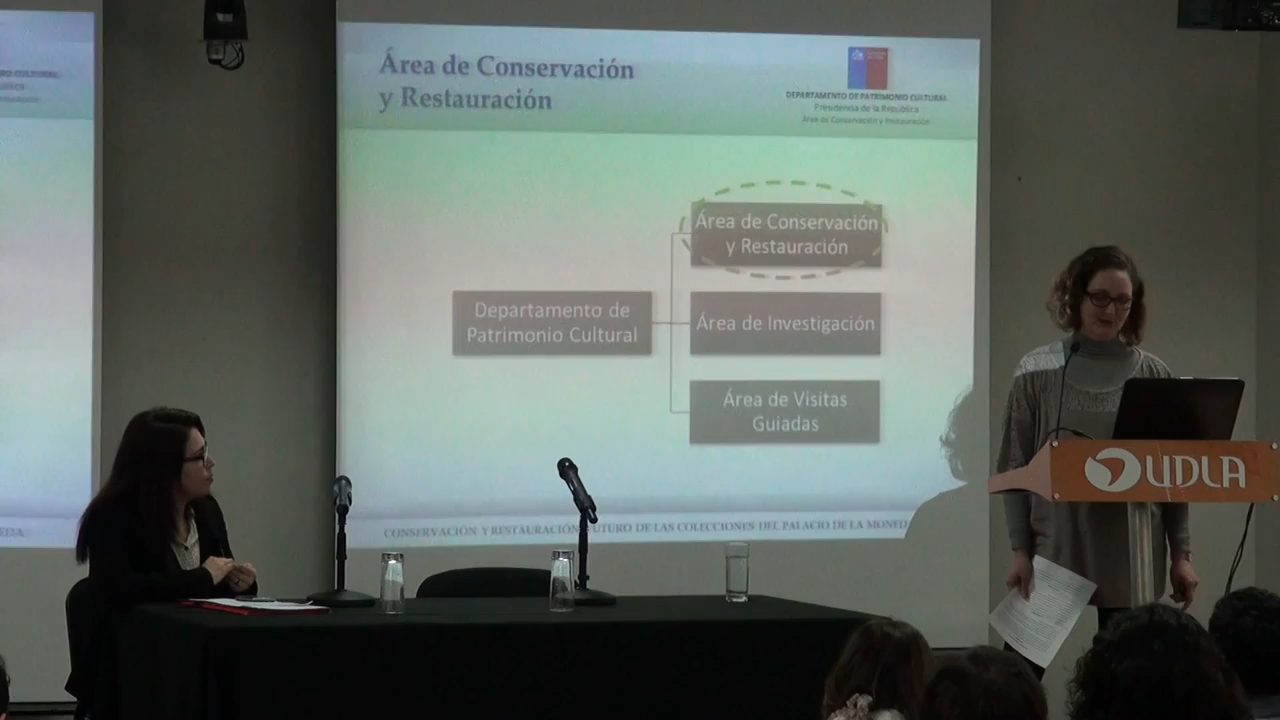 Área de Conservación
y Restauración
DEPARTAMENTO DE PATRIMONIO CULTURAL
Presidencia de la República
Área de Conservación y Restauración
Área de Conservación
y Restauración
Departamento de
Patrimonio Cultural
Área de Investigación
Área de Visitas
Guiadas
CONSERVACIÓN Y RESTAURACIÓN FUTURO DE LAS COLECCIONES DEL PALACIO DE LA MONEDA
UDLA